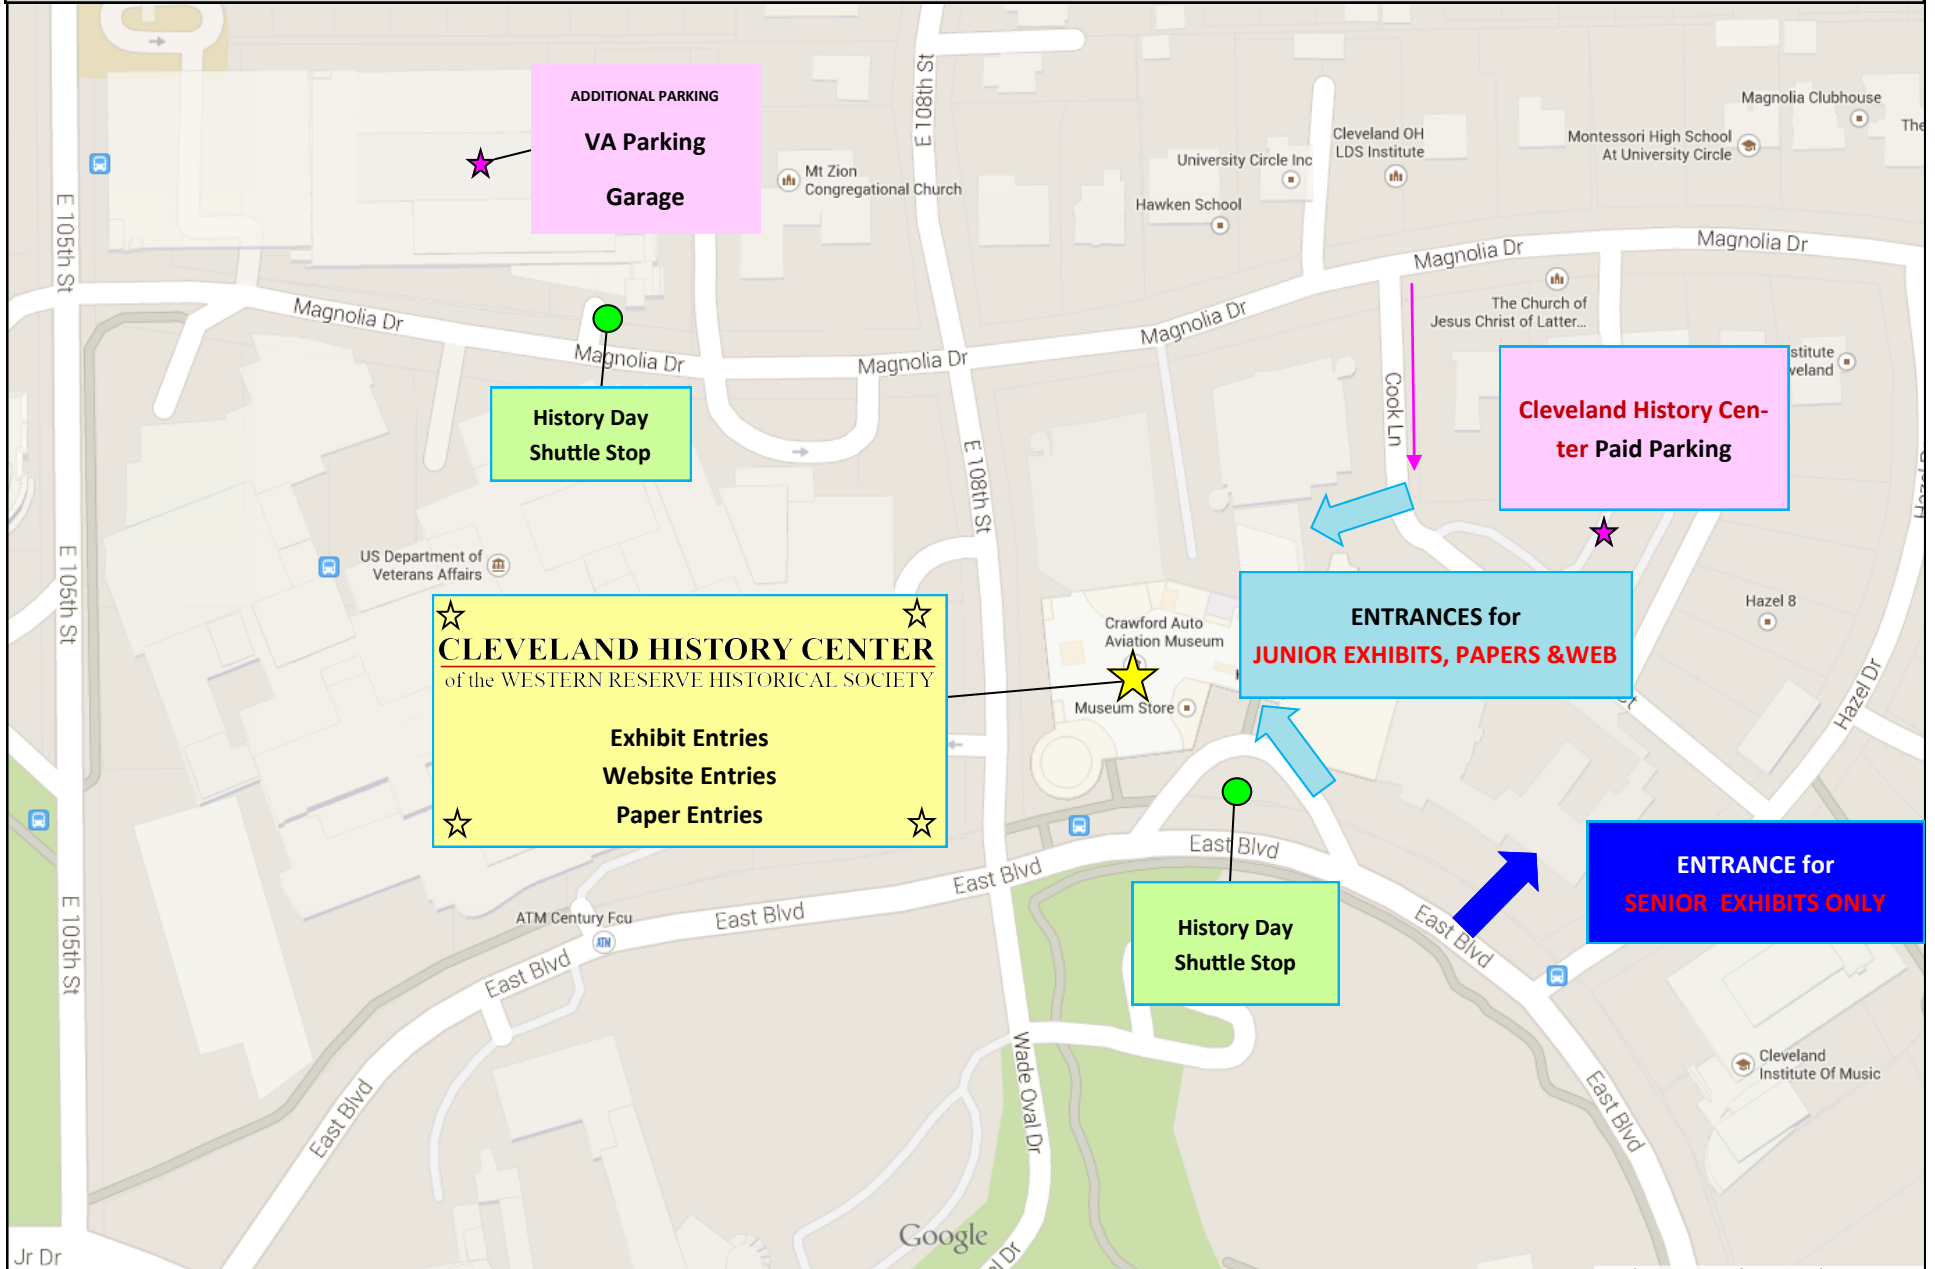 ADDITIONAL PARKING
VA Parking
Garage
E 105th St
E 108th St
Mt Zion
Congregational Church
University Circle Inc
Hawken School
Cleveland OH
LDS Institute
Montessori High School
At University Circle
Magnolia Clubhouse
The
Magnolia Dr
Magnolia Dr
Magnolia Dr
Magnolia Dr
Magnolia Dr
Magnolia Dr
The Church of
Jesus Christ of Latter...
stitute
veland
Cook Ln
Cleveland History Cen-
ter Paid Parking
History Day
Shuttle Stop
E 108th St
E 105th St
US Department of
Veterans Affairs
CLEVELAND HISTORY CENTER
of the WESTERN RESERVE HISTORICAL SOCIETY
Exhibit Entries
Website Entries
Paper Entries
Crawford Auto
Aviation Museum
Museum Store
ENTRANCES for
JUNIOR EXHIBITS, PAPERS &WEB
Hazel 8
Hazel Dr
ct
East Blvd
East Blvd
East Blvd
East Blvd
East Blvd
East Blvd
East Blvd
ATM Century Fcu
ATM
E 105th St
History Day
Shuttle Stop
ENTRANCE for
SENIOR EXHIBITS ONLY
Cleveland
Institute Of Music
Wade Oval Dr
Google
al Dr
Jr Dr